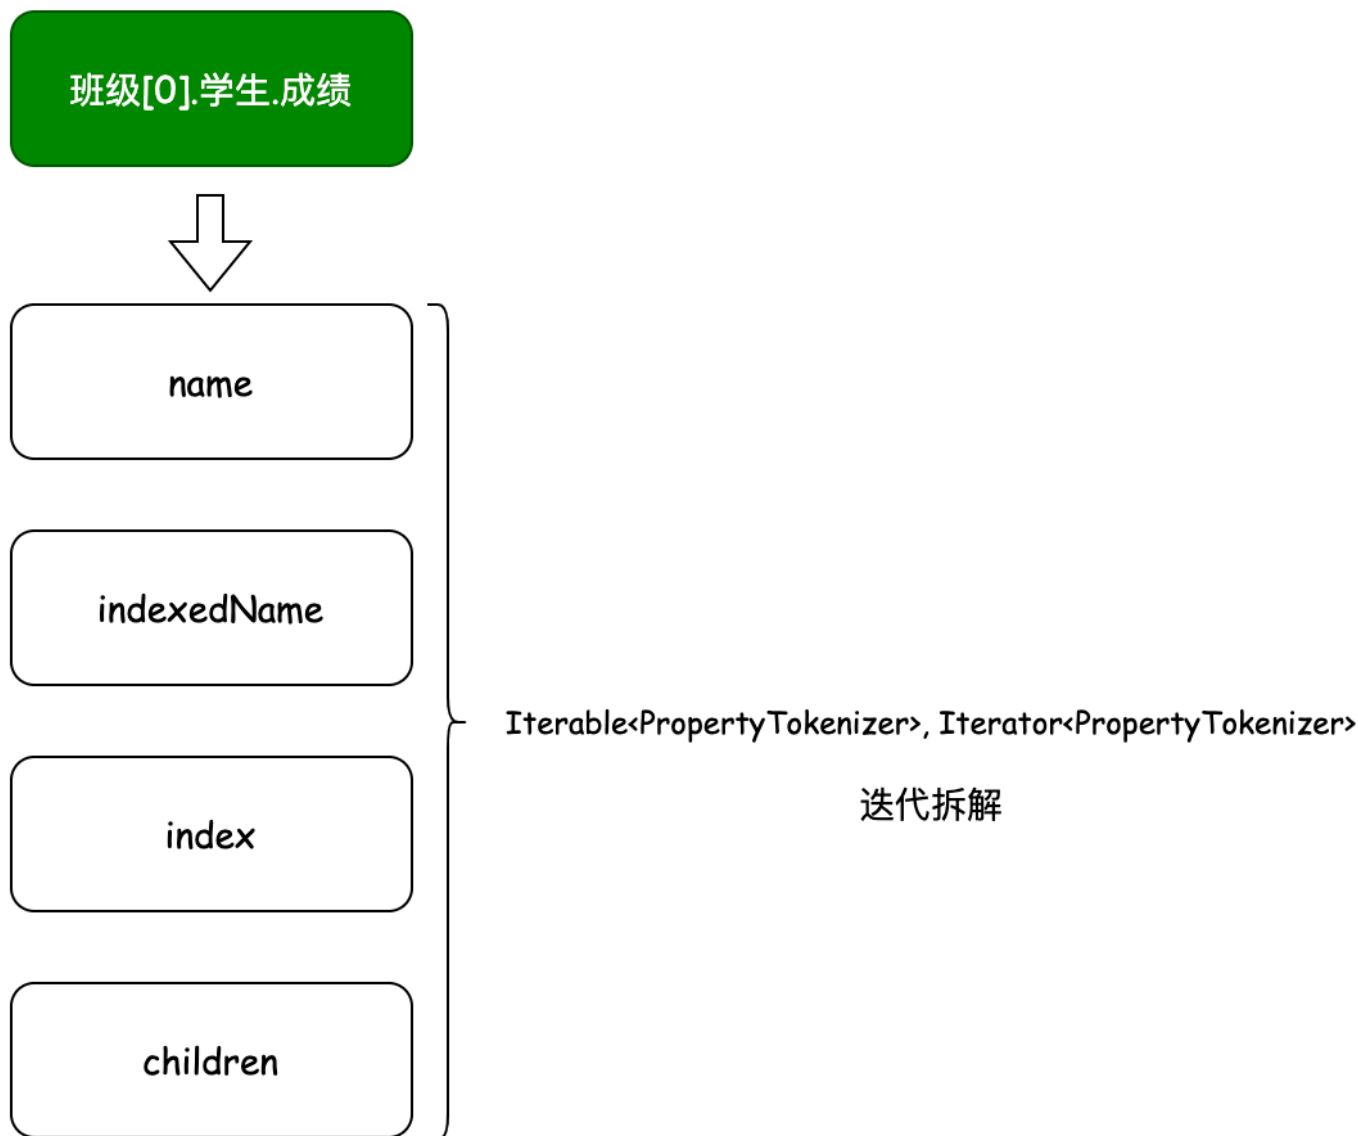 班级[0].学生.成绩
name
indexedName
index
children
Iterable<PropertyTokenizer>, Iterator<PropertyTokenizer>
迭代拆解